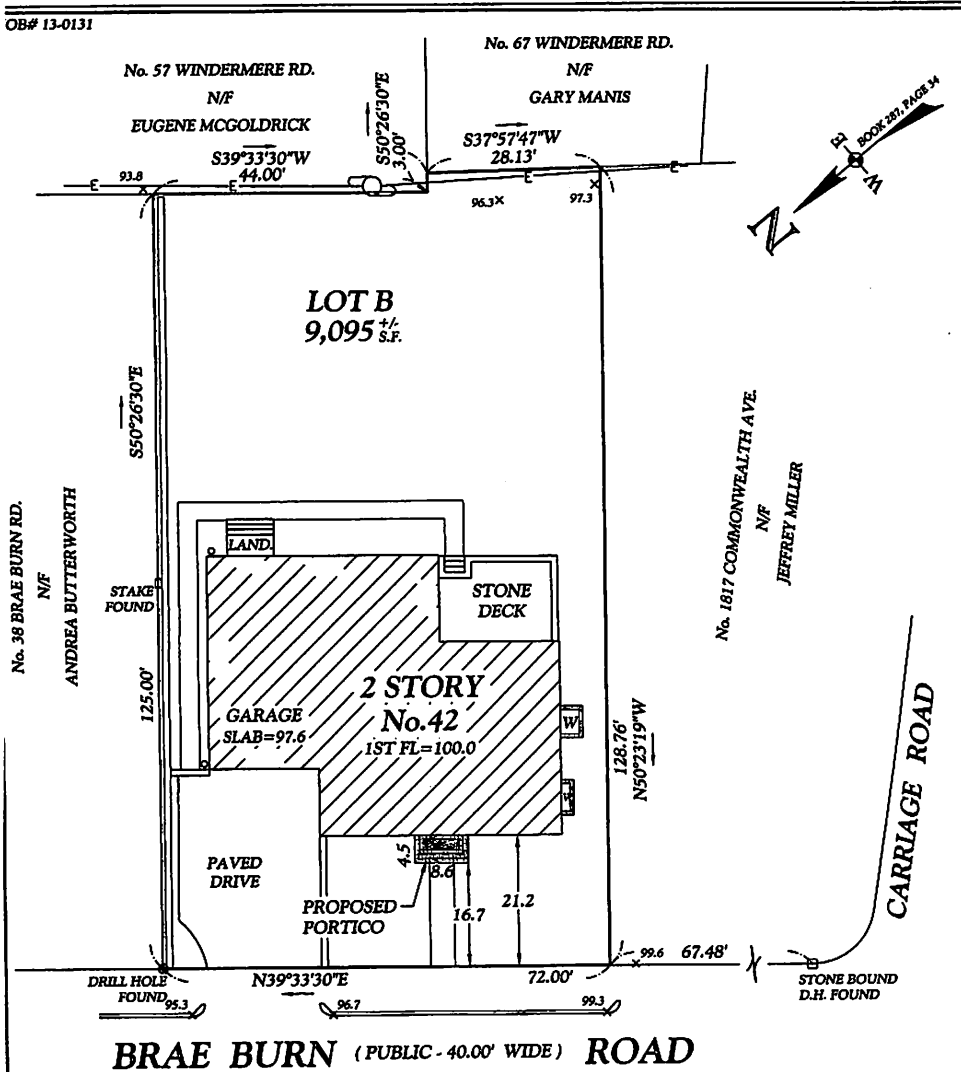 OB# 13-0131
No. 57 WINDERMERE RD.
N/F
EUGENE MCGOLDRICK
S39°33'30"W
44.00'
S50°26'30"E
3.00'
No. 67 WINDERMERE RD.
N/F
GARY MANIS
S37°57'47"W
28.13'
BOOK 287, PAGE 34
E
W
N
93.8
E
E
E
E
96.3
97.3
LOT B
9,095 +/- S.F.
S50°26'30"E
125.00'
No. 38 BRAE BURN RD.
N/F
ANDREA BUTTERWORTH
STAKE
FOUND
LAND.
STONE
DECK
2 STORY
No.42
1ST FL=100.0
GARAGE
SLAB=97.6
W
No. 1817 COMMONWEALTH AVE.
N/F
JEFFREY MILLER
128.76'
N50°23'19"W
CARRIAGE ROAD
PAVED
DRIVE
4.5
8.6
PROPOSED
PORTICO
16.7
21.2
99.6
67.48'
DRILL HOLE
FOUND
N39°33'30"E
72.00'
STONE BOUND
D.H. FOUND
95.3
96.7
99.3
BRAE BURN (PUBLIC - 40.00' WIDE) ROAD